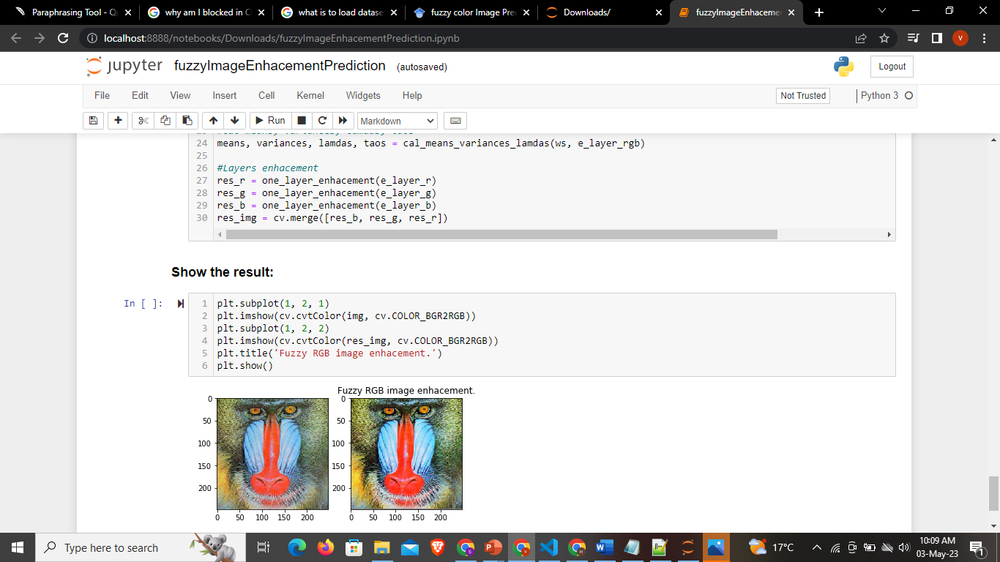 Paraphrasing Tool - Qu
why am I blocked in C
what is to load datase
fuzzy color Image Pre
Downloads/
fuzzyImageEnhaceme
localhost:8888/notebooks/Downloads/fuzzyImageEnhacementPrediction.ipynb
V
jupyter fuzzyImageEnhacementPrediction (autosaved)
Logout
File Edit View Insert Cell Kernel Widgets Help
Not Trusted
Python 3
Run
Markdown
24 means, variances, lamdas, taos = cal_means_variances_lamdas(ws, e_layer_rgb)
25
26 #Layers enhacement
27 res_r = one_layer_enhacement(e_layer_r)
28 res_g = one_layer_enhacement(e_layer_g)
29 res_b = one_layer_enhacement(e_layer_b)
30 res_img = cv.merge([res_b, res_g, res_r])
Show the result:
In [ ]:
1 plt.subplot(1, 2, 1)
2 plt.imshow(cv.cvtColor(img, cv.COLOR_BGR2RGB))
3 plt.subplot(1, 2, 2)
4 plt.imshow(cv.cvtColor(res_img, cv.COLOR_BGR2RGB))
5 plt.title('Fuzzy RGB image enhacement.')
6 plt.show()
Fuzzy RGB image enhacement.
0
50
100
150
200
0 50 100 150 200
0
50
100
150
200
0 50 100 150 200
Type here to search
17°C
10:09 AM
03-May-23
1